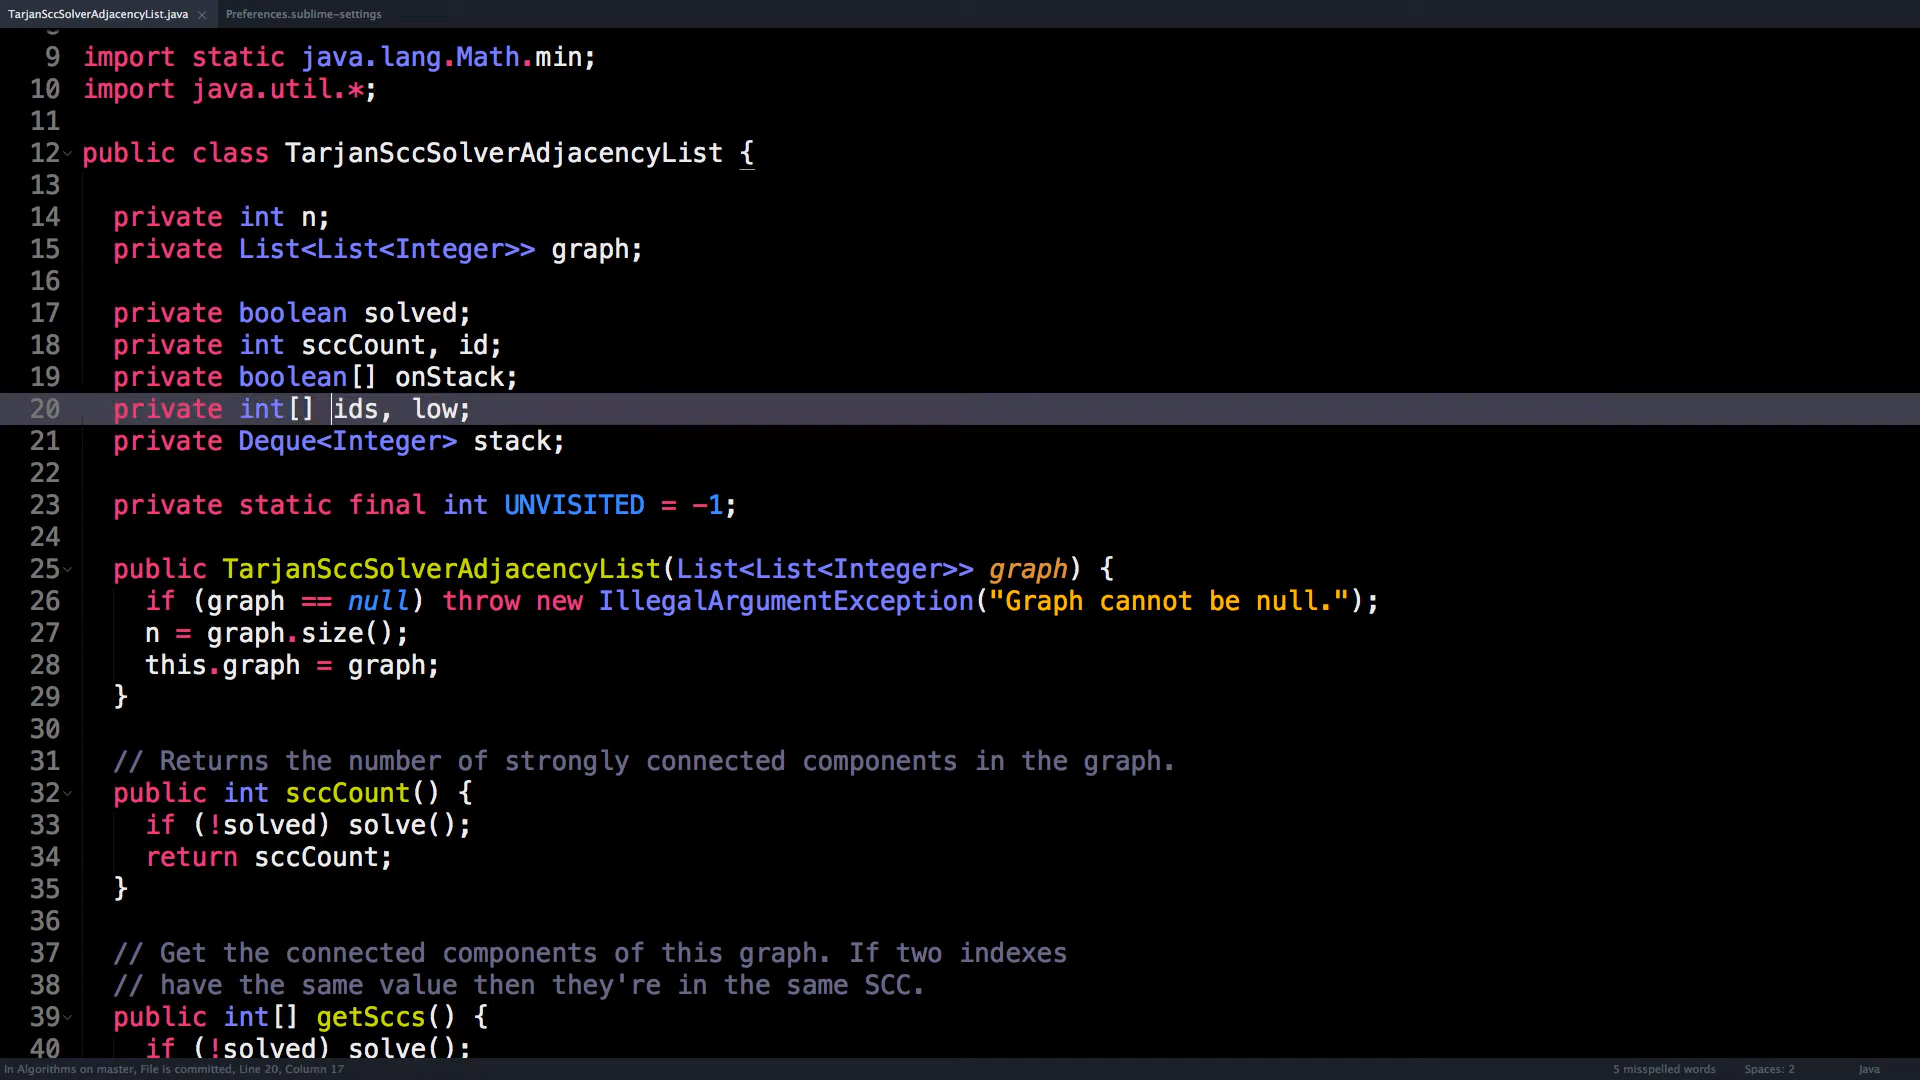 TarjanSccSolverAdjacencyList.java × Preferences.sublime-settings
9 import static java.lang.Math.min;
10 import java.util.*;
11
12 public class TarjanSccSolverAdjacencyList {
13
14 private int n;
15 private List<List<Integer>> graph;
16
17 private boolean solved;
18 private int sccCount, id;
19 private boolean[] onStack;
20 private int[] ids, low;
21 private Deque<Integer> stack;
22
23 private static final int UNVISITED = -1;
24
25 public TarjanSccSolverAdjacencyList(List<List<Integer>> graph) {
26 if (graph == null) throw new IllegalArgumentException("Graph cannot be null.");
27 n = graph.size();
28 this.graph = graph;
29 }
30
31 // Returns the number of strongly connected components in the graph.
32 public int sccCount() {
33 if (!solved) solve();
34 return sccCount;
35 }
36
37 // Get the connected components of this graph. If two indexes
38 // have the same value then they're in the same SCC.
39 public int[] getSccs() {
40 if (!solved) solve();
In Algorithms on master, File is committed, Line 20, Column 17 5 misspelled words Spaces: 2 Java